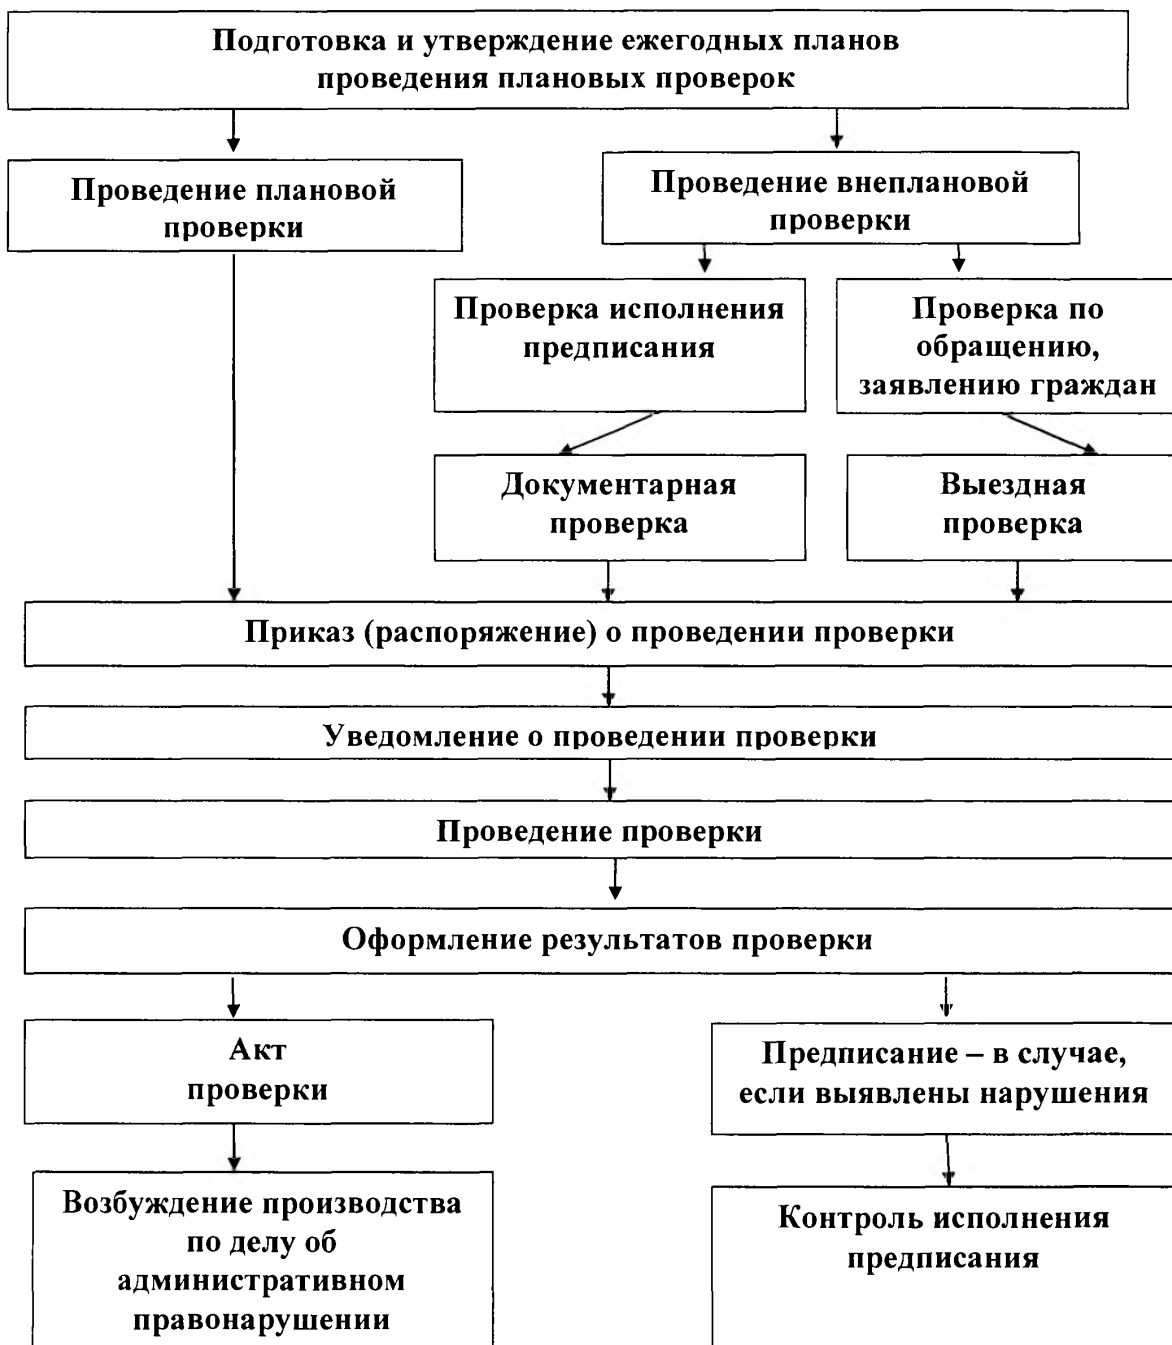 Подготовка и утверждение ежегодных планов
проведения плановых проверок
Проведение плановой
проверки
Проведение внеплановой
проверки
Проверка исполнения
предписания
Проверка по
обращению,
заявлению граждан
Документарная
проверка
Выездная
проверка
Приказ (распоряжение) о проведении проверки
Уведомление о проведении проверки
Проведение проверки
Оформление результатов проверки
Акт
проверки
Предписание – в случае,
если выявлены нарушения
Возбуждение производства
по делу об
административном
правонарушении
Контроль исполнения
предписания